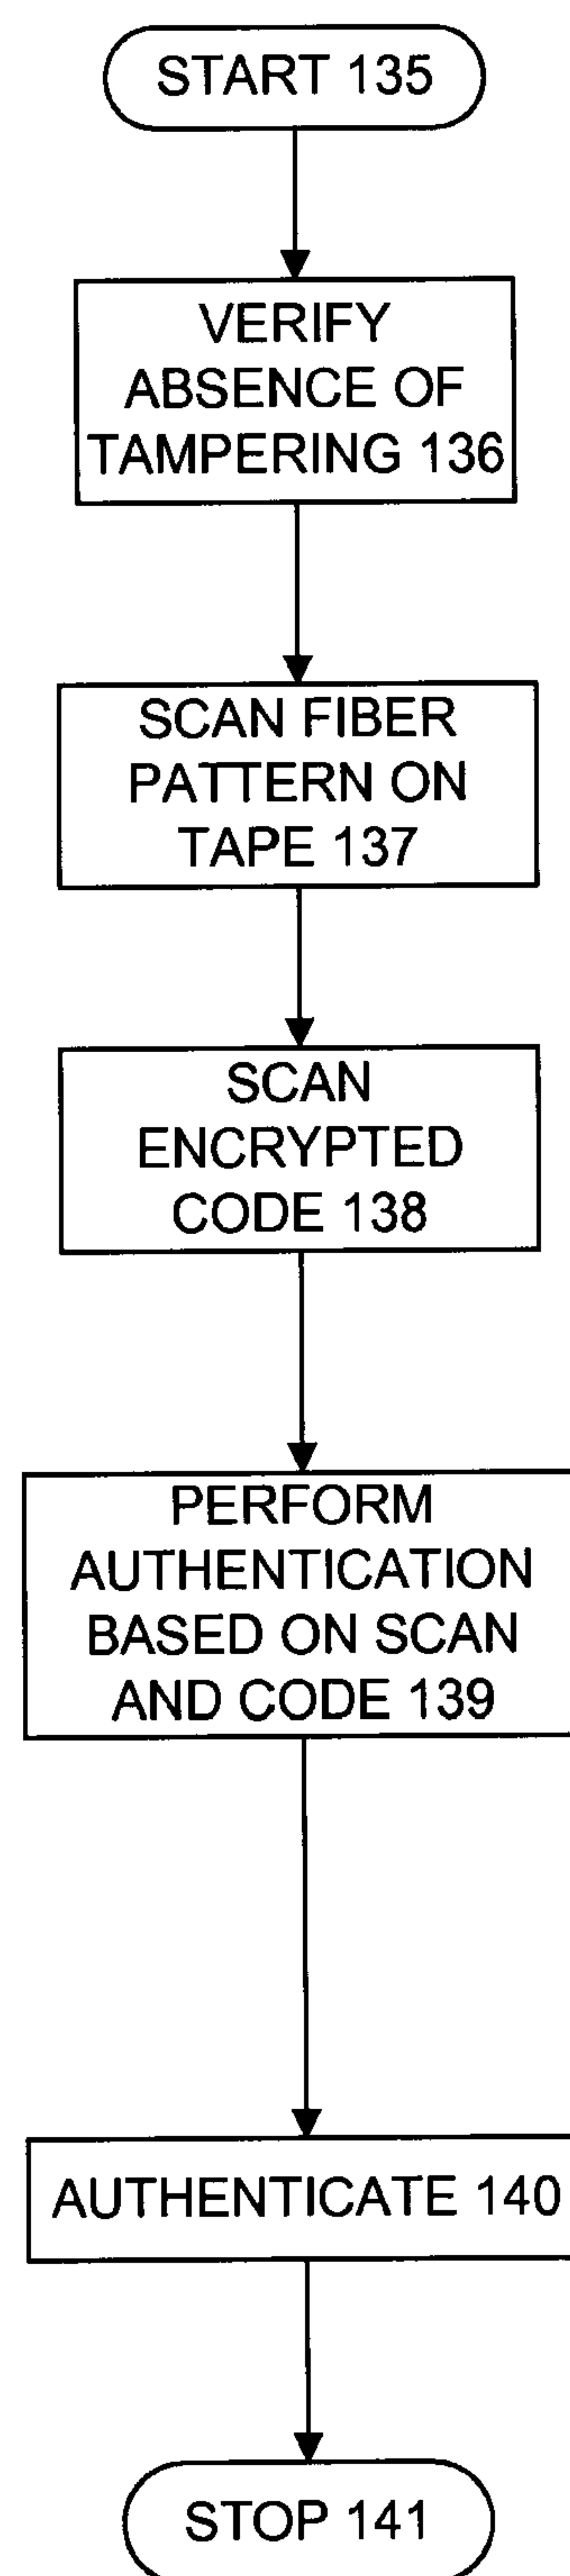 START 135
VERIFY
ABSENCE OF
TAMPERING 136
SCAN FIBER
PATTERN ON
TAPE 137
SCAN
ENCRYPTED
CODE 138
PERFORM
AUTHENTICATION
BASED ON SCAN
AND CODE 139
AUTHENTICATE 140
STOP 141